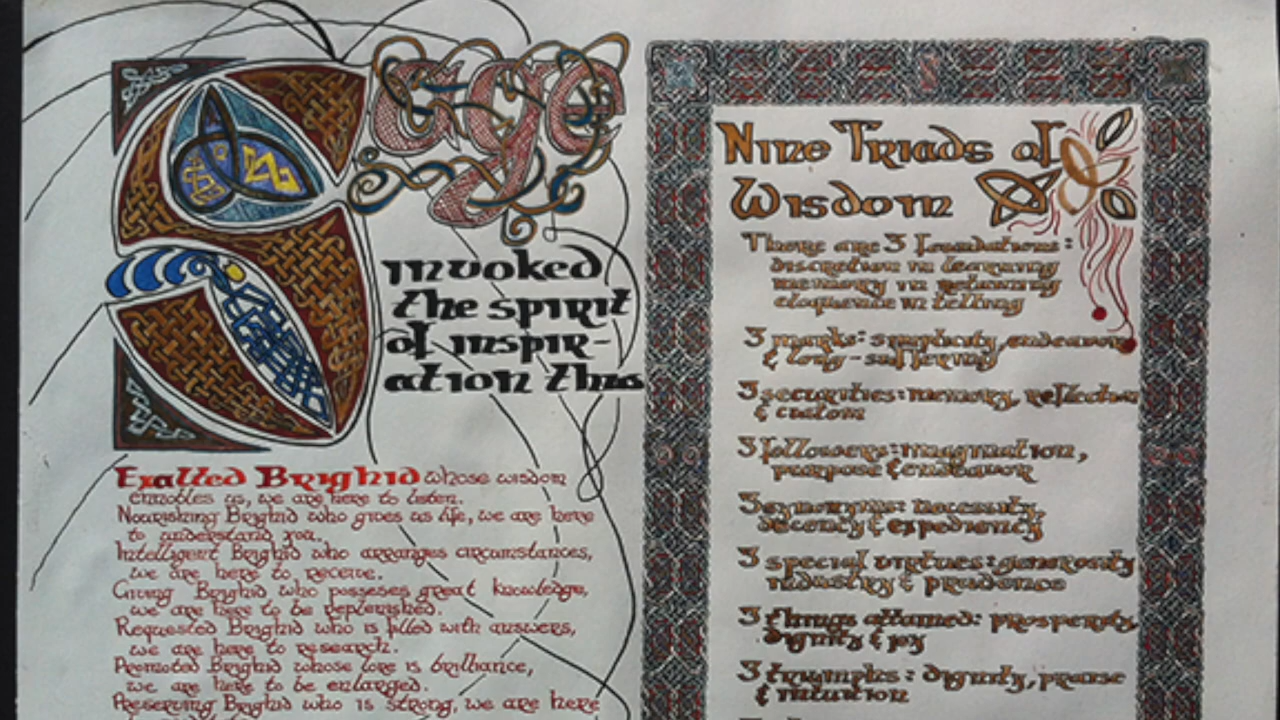 Sage
invoked
the spirit
of inspir-
ation thus
Exalted Brighid whose wisdom
ennobles us, we are here to listen.
Nourishing Brighid who gives us life, we are here
to understand you.
Intelligent Brighid who arranges circumstances,
we are here to receive.
Giving Brighid who posseses great knowledge,
we are here to be replenished.
Requested Brighid who is filled with answers,
we are here to research.
Promoted Brighid whose lore is brilliance,
we are here to be enlarged.
Preserving Brighid who is strong, we are here
Nine Triads of
Wisdom
There are 3 foundations:
discretion in learning
memory in retaining
eloquence in telling
3 marks: simplicity, endeavor
& long-suffering
3 securities: memory, reflection
& custom
3 followers: imagination,
purpose & endeavor
3 synonyms: necessity,
decency & expediency
3 special virtues: generosity
industry & prudence
3 things attained: prosperity,
dignity & joy
3 triumphs: dignity, praise
& intuition